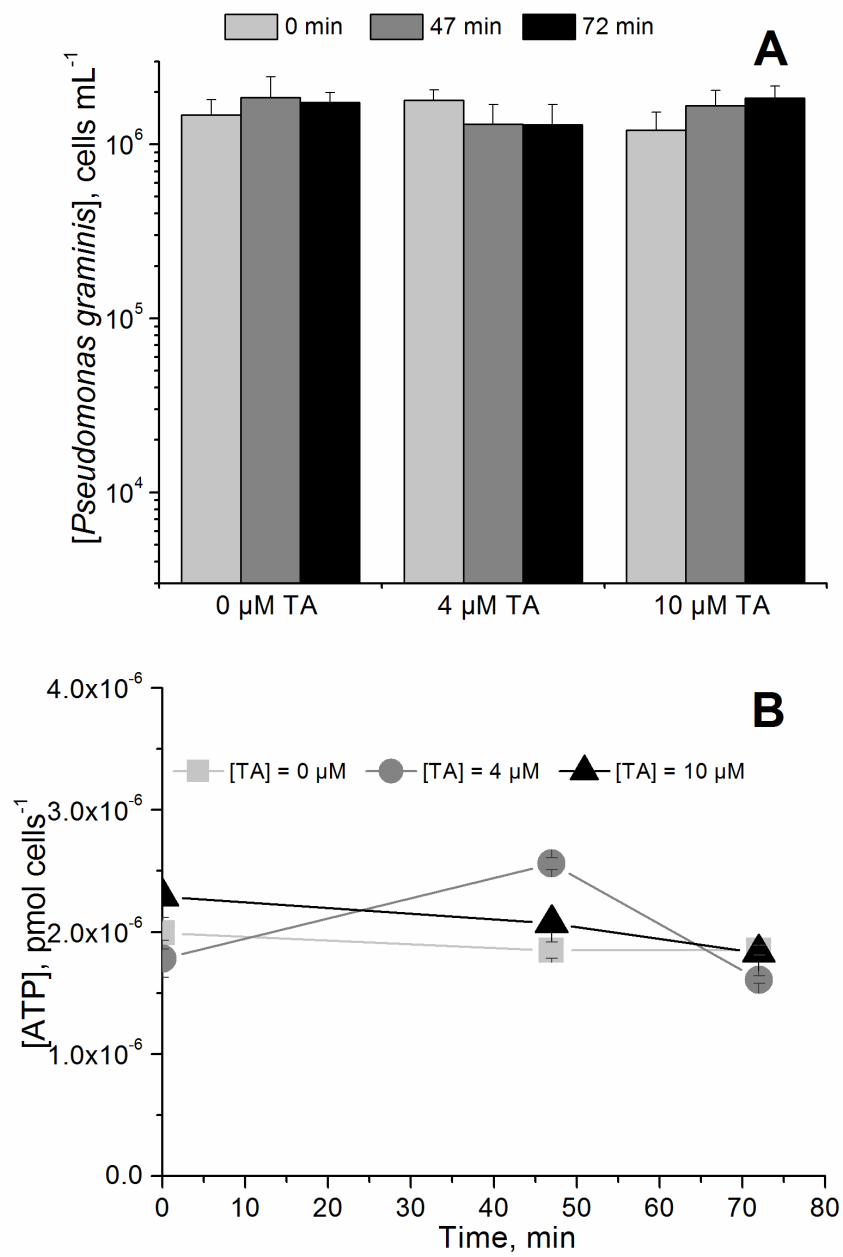 0 min 47 min 72 min
A
[Pseudomonas graminis], cells mL-1
10^6
10^5
10^4
0 µM TA 4 µM TA 10 µM TA
B
[TA] = 0 µM [TA] = 4 µM [TA] = 10 µM
[ATP], pmol cells-1
4.0x10-6
3.0x10-6
2.0x10-6
1.0x10-6
0.0
0 10 20 30 40 50 60 70 80
Time, min